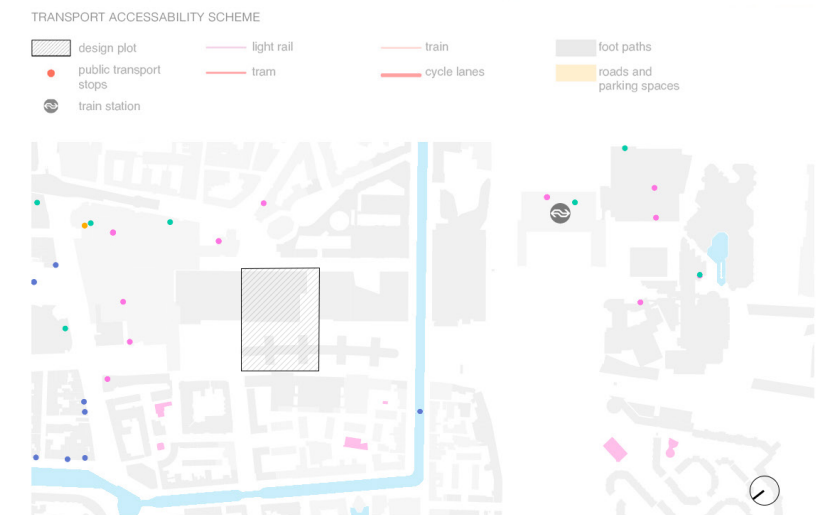 TRANSPORT ACCESSABILITY SCHEME
design plot
light rail
train
foot paths
public transport
stops
tram
cycle lanes
roads and
parking spaces
train station